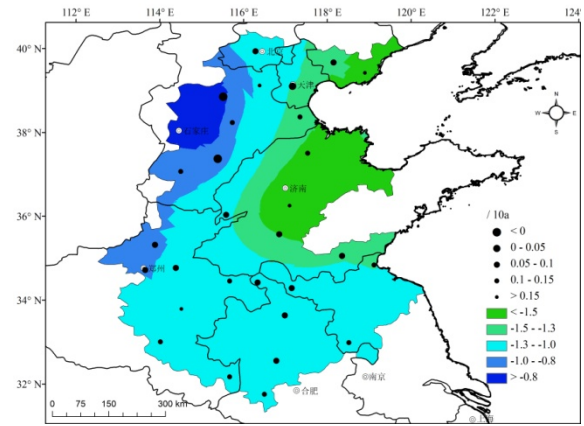 112°E 114°E 116°E 118°E 120°E 122°E 124°E
40°N
北京
天津
38°N
石家庄
济南
36°N
郑州
34°N
32°N
合肥
南京
上海
N
W E
S
/ 10a
< 0
0 - 0.05
0.05 - 0.1
0.1 - 0.15
> 0.15
< -1.5
-1.5 - -1.3
-1.3 - -1.0
-1.0 - -0.8
> -0.8
0 75 150 300 km